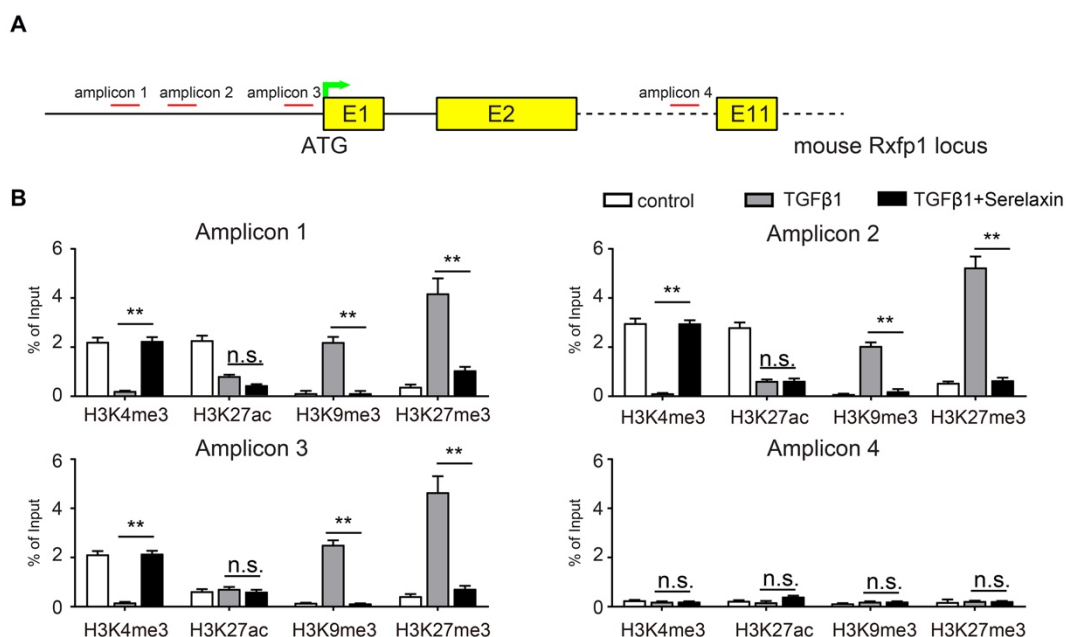 A
amplicon 1 amplicon 2 amplicon 3 amplicon 4
E1 E2 E11
ATG mouse Rxfp1 locus
B
control TGFβ1 TGFβ1+Serelaxin
Amplicon 1
% of Input
6
4
2
0
** n.s. ** **
H3K4me3 H3K27ac H3K9me3 H3K27me3
Amplicon 2
% of Input
6
4
2
0
** n.s. ** **
H3K4me3 H3K27ac H3K9me3 H3K27me3
Amplicon 3
% of Input
6
4
2
0
** n.s. ** **
H3K4me3 H3K27ac H3K9me3 H3K27me3
Amplicon 4
% of Input
6
4
2
0
n.s. n.s. n.s. n.s.
H3K4me3 H3K27ac H3K9me3 H3K27me3